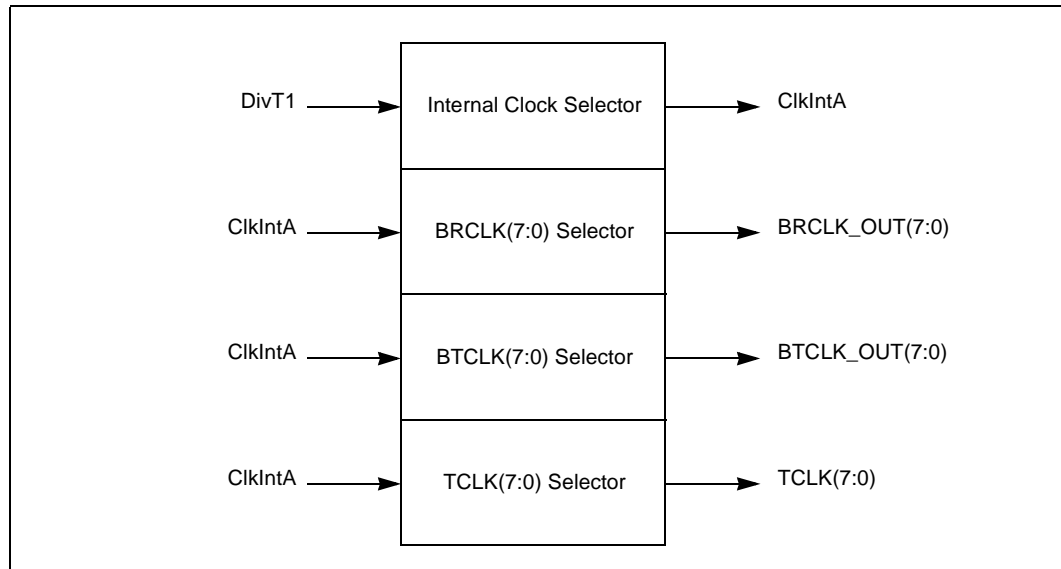 DivT1 Internal Clock Selector ClkIntA
ClkIntA BRCLK(7:0) Selector BRCLK_OUT(7:0)
ClkIntA BTCLK(7:0) Selector BTCLK_OUT(7:0)
ClkIntA TCLK(7:0) Selector TCLK(7:0)